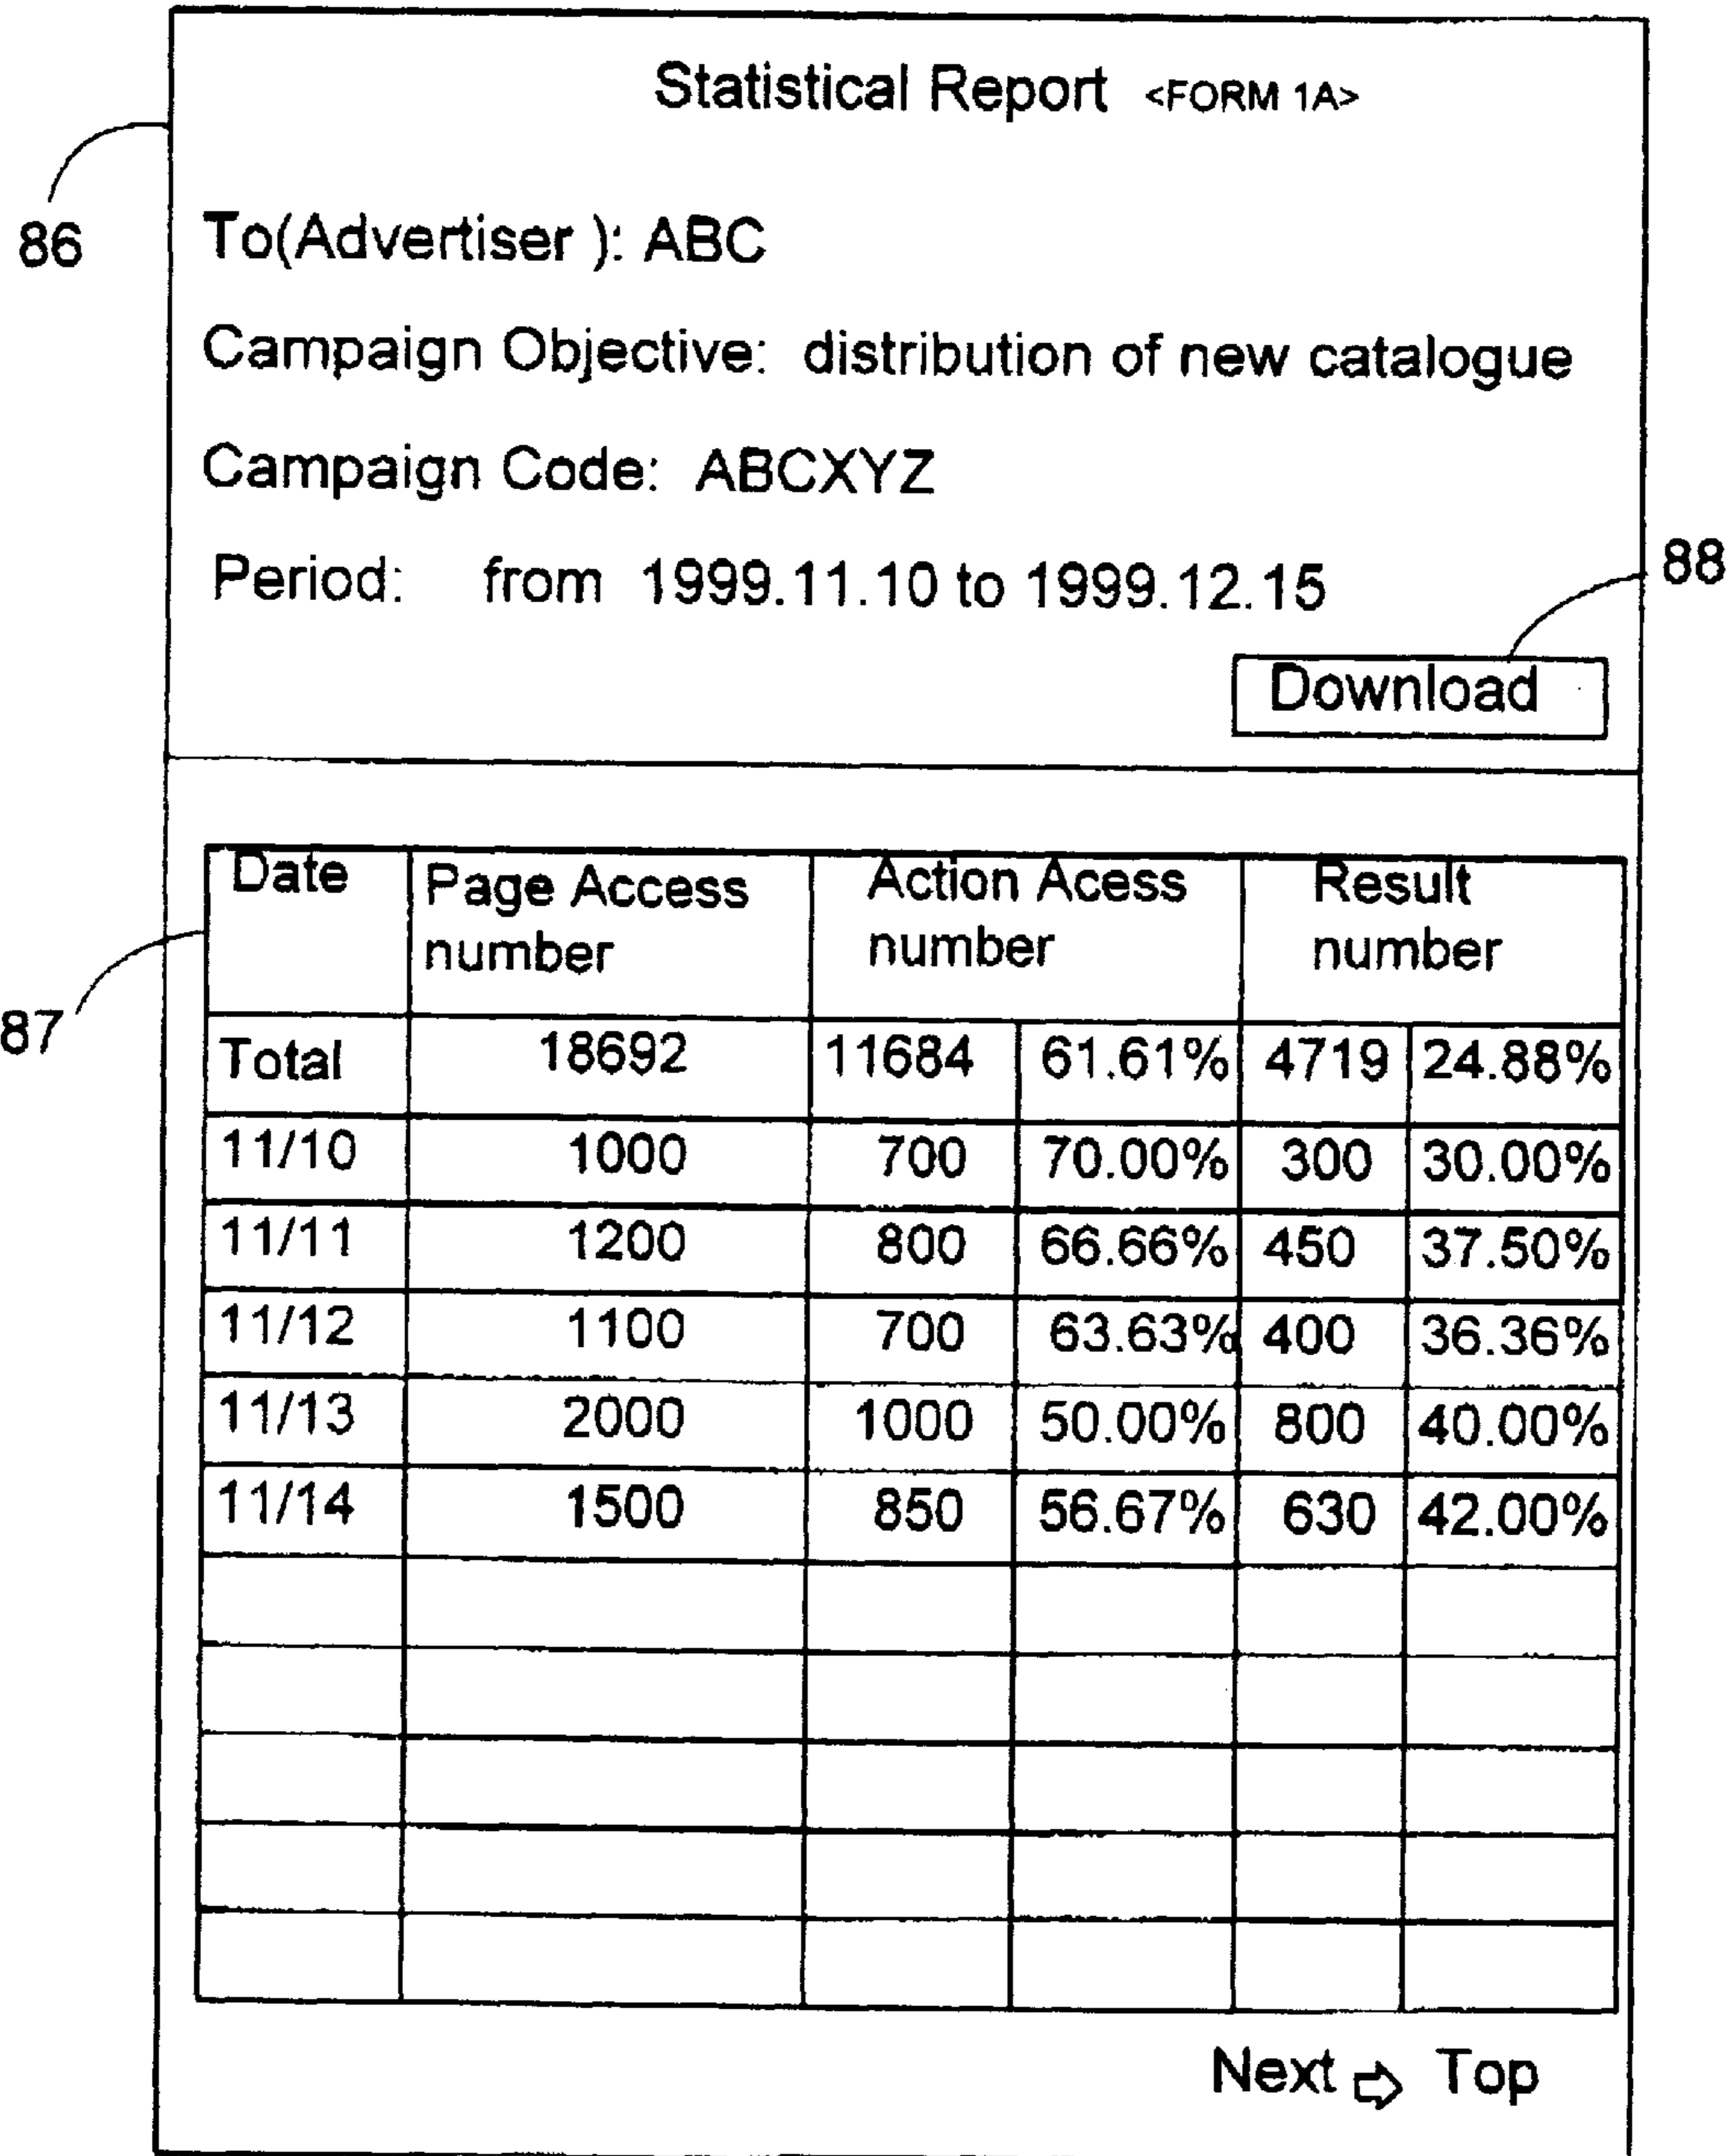 Statistical Report <FORM 1A>
86
To(Advertiser ): ABC
Campaign Objective: distribution of new catalogue
Campaign Code: ABCXYZ
Period: from 1999.11.10 to 1999.12.15
88
Download
87
Date Page Access number Action Acess number Result number
Total 18692 11684 61.61% 4719 24.88%
11/10 1000 700 70.00% 300 30.00%
11/11 1200 800 66.66% 450 37.50%
11/12 1100 700 63.63% 400 36.36%
11/13 2000 1000 50.00% 800 40.00%
11/14 1500 850 56.67% 630 42.00%
Next ⇨ Top